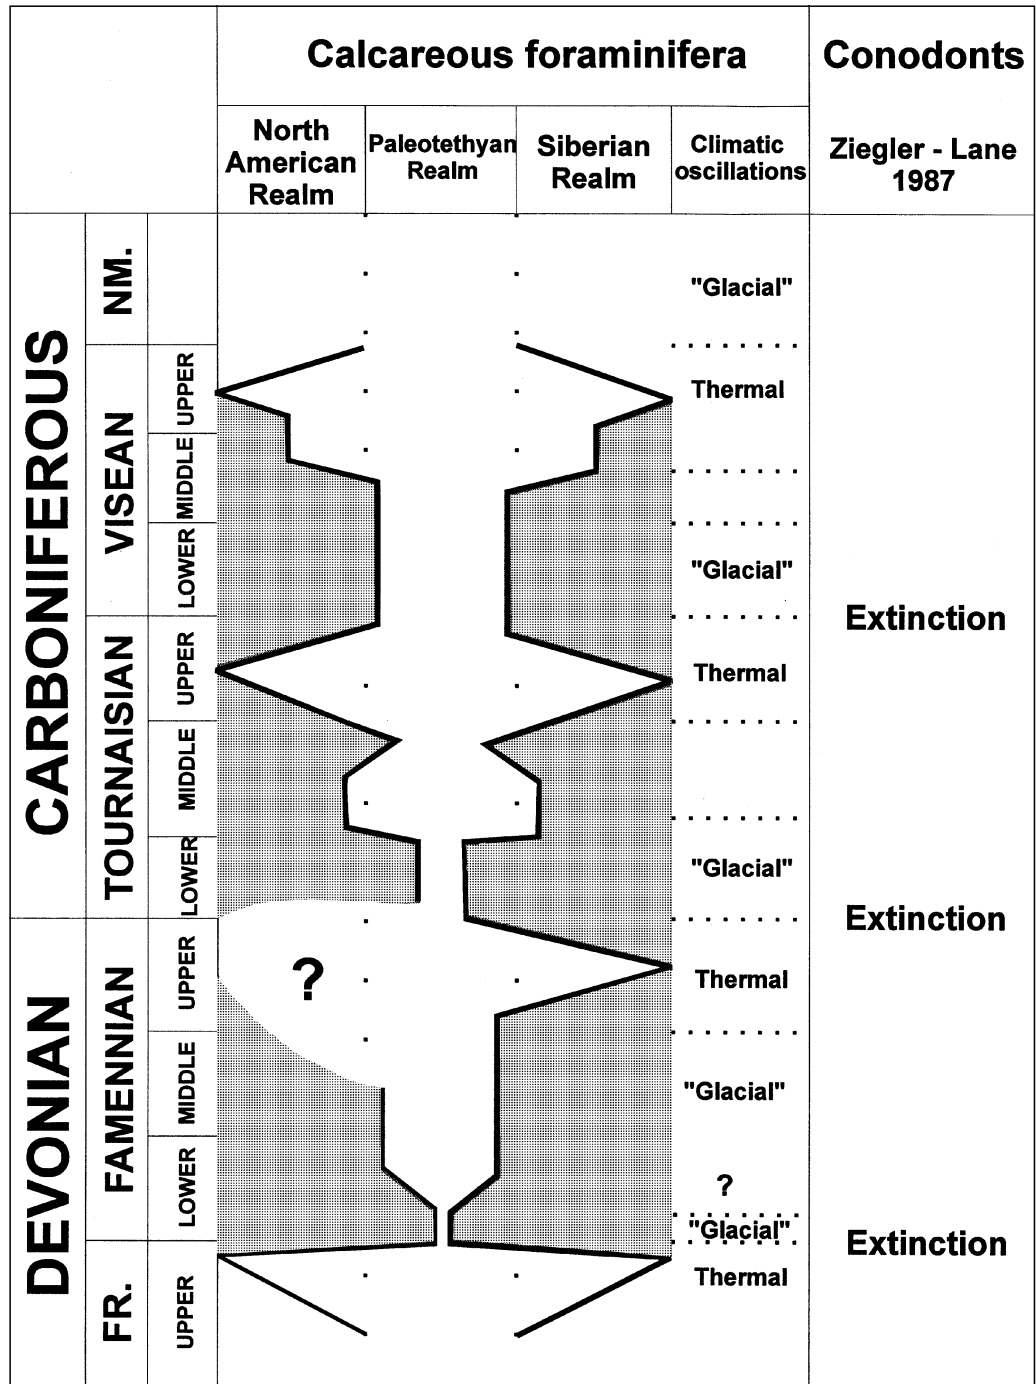 Calcareous foraminifera
Conodonts
North
American
Realm
Paleotethyan
Realm
Siberian
Realm
Climatic
oscillations
Ziegler - Lane
1987
CARBONIFEROUS
DEVONIAN
NM.
VISEAN
TOURNAISIAN
FAMENNIAN
FR.
UPPER
MIDDLE
LOWER
UPPER
MIDDLE
LOWER
UPPER
MIDDLE
LOWER
UPPER
?
"Glacial"
Thermal
"Glacial"
Thermal
"Glacial"
Thermal
"Glacial"
?
"Glacial"
Thermal
Extinction
Extinction
Extinction